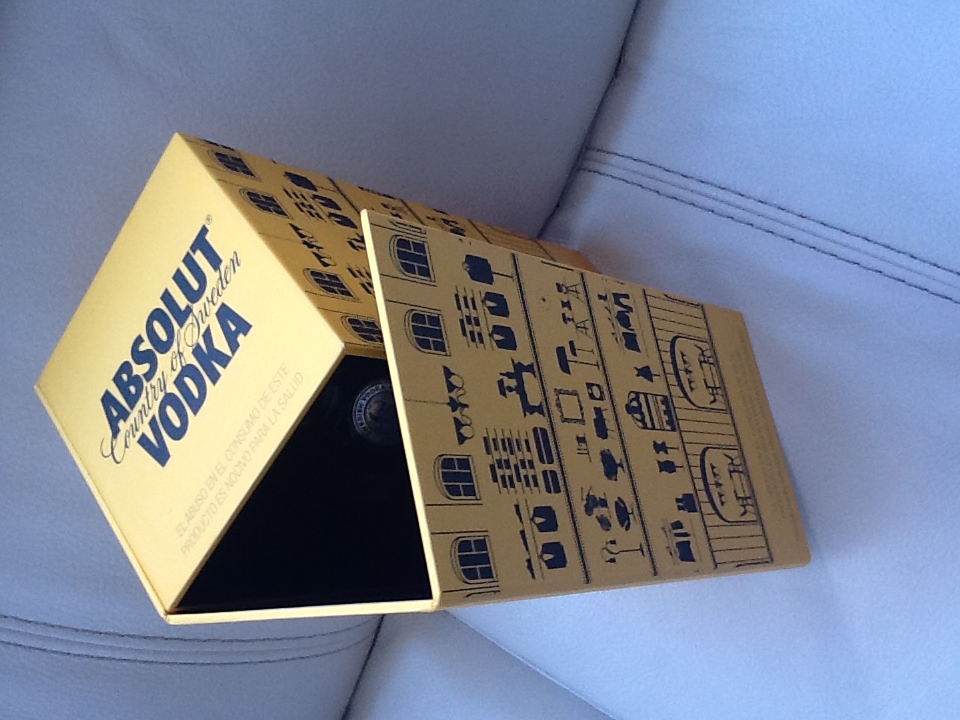 ABSOLUT®
Country of Sweden
VODKA
EL ABUSO EN EL CONSUMO DE ESTE
PRODUCTO ES NOCIVO PARA LA SALUD